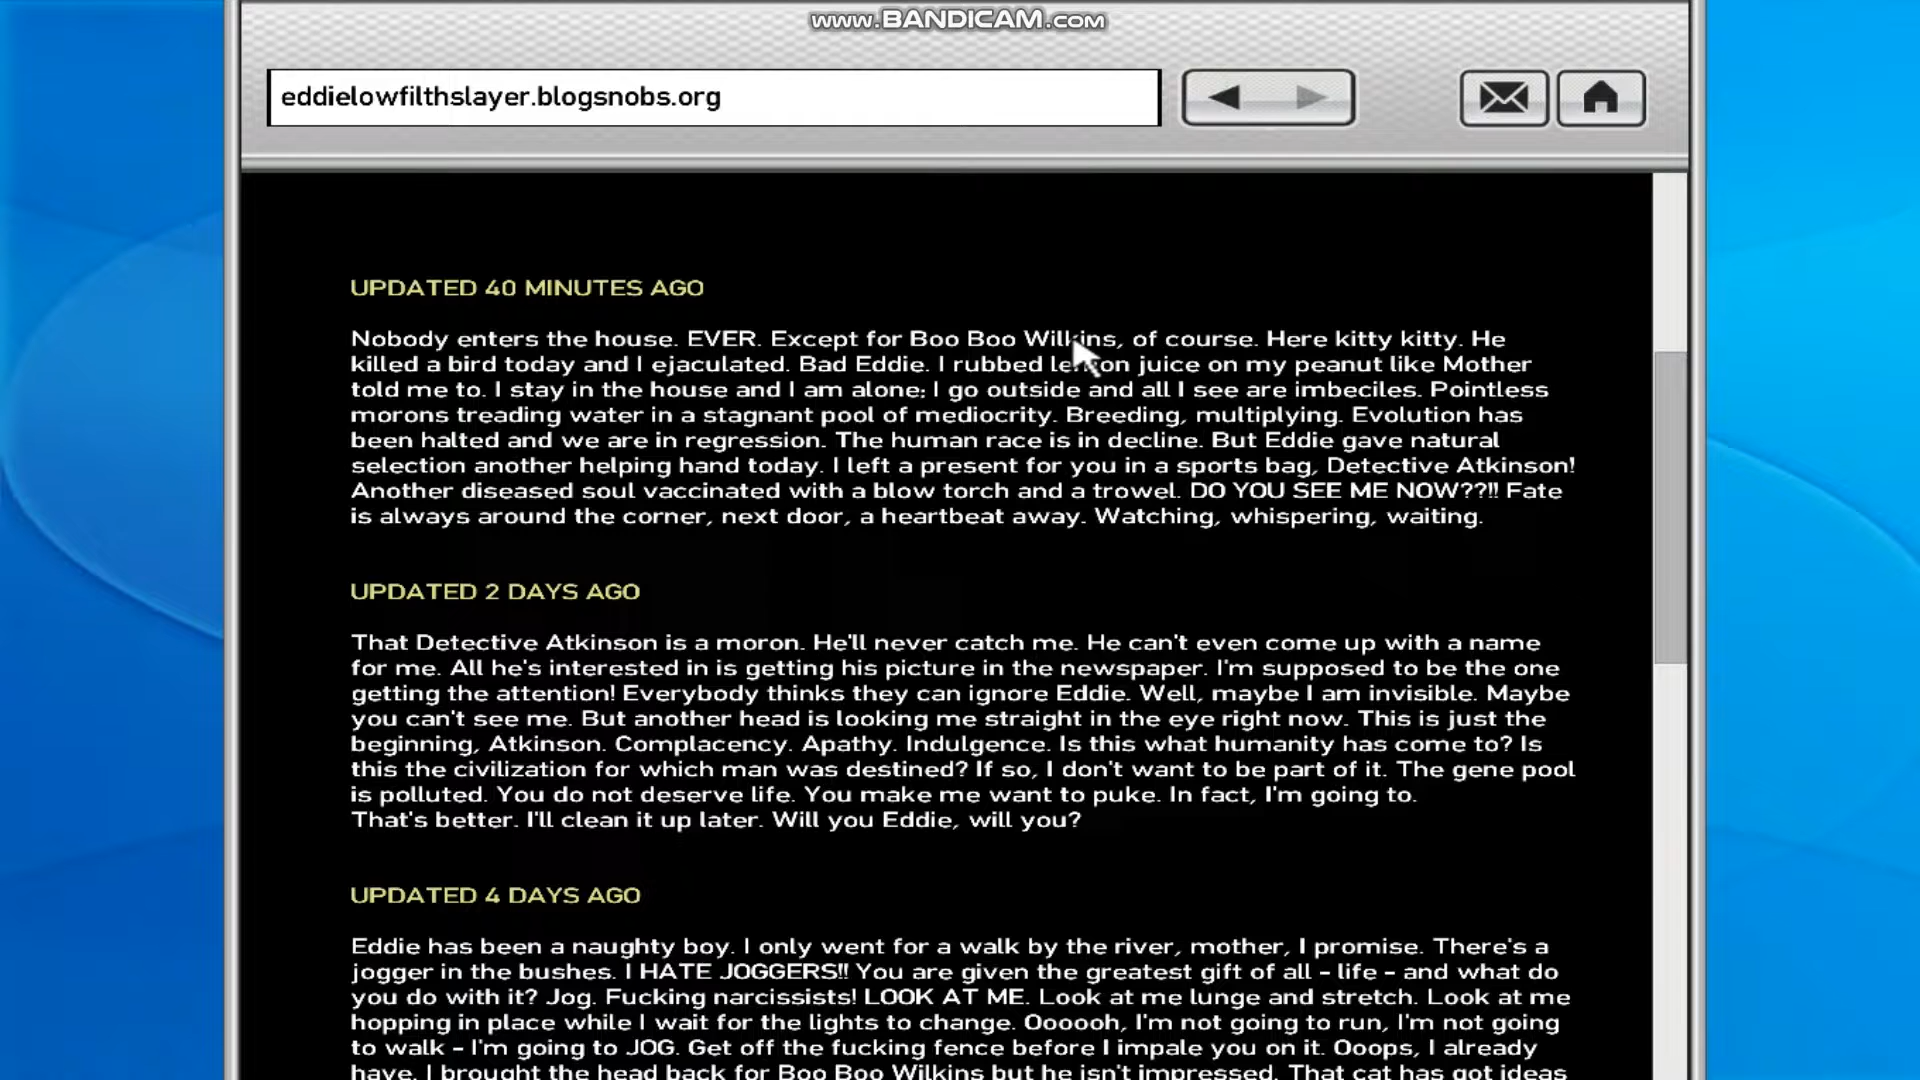 www.BANDICAM.com
eddielowfilthslayer.blogsnobs.org
UPDATED 40 MINUTES AGO
Nobody enters the house. EVER. Except for Boo Boo Wilkins, of course. Here kitty kitty. He
killed a bird today and I ejaculated. Bad Eddie. I rubbed lemon juice on my peanut like Mother
told me to. I stay in the house and I am alone; I go outside and all I see are imbeciles. Pointless
morons treading water in a stagnant pool of mediocrity. Breeding, multiplying. Evolution has
been halted and we are in regression. The human race is in decline. But Eddie gave natural
selection another helping hand today. I left a present for you in a sports bag, Detective Atkinson!
Another diseased soul vaccinated with a blow torch and a trowel. DO YOU SEE ME NOW??!! Fate
is always around the corner, next door, a heartbeat away. Watching, whispering, waiting.
UPDATED 2 DAYS AGO
That Detective Atkinson is a moron. He'll never catch me. He can't even come up with a name
for me. All he's interested in is getting his picture in the newspaper. I'm supposed to be the one
getting the attention! Everybody thinks they can ignore Eddie. Well, maybe I am invisible. Maybe
you can't see me. But another head is looking me straight in the eye right now. This is just the
beginning, Atkinson. Complacency. Apathy. Indulgence. Is this what humanity has come to? Is
this the civilization for which man was destined? If so, I don't want to be part of it. The gene pool
is polluted. You do not deserve life. You make me want to puke. In fact, I'm going to.
That's better. I'll clean it up later. Will you Eddie, will you?
UPDATED 4 DAYS AGO
Eddie has been a naughty boy. I only went for a walk by the river, mother, I promise. There's a
jogger in the bushes. I HATE JOGGERS!! You are given the greatest gift of all - life - and what do
you do with it? Jog. Fucking narcissists! LOOK AT ME. Look at me lunge and stretch. Look at me
hopping in place while I wait for the lights to change. Oooooh, I'm not going to run, I'm not going
to walk - I'm going to JOG. Get off the fucking fence before I impale you on it. Ooops, I already
have. I brought the head back for Boo Boo Wilkins but he isn't impressed. That cat has got ideas